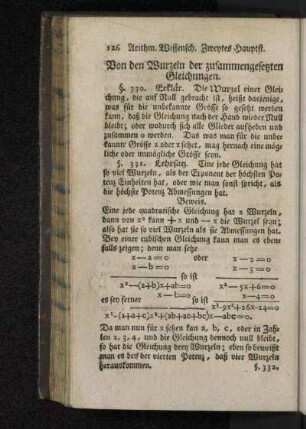 126 Arithm. Wissensch. Zweytes Hauptst.
Von den Wurzeln der zusammengesetzten
Gleichungen.
§. 330. Erklär. Die Wurzel einer Glei-
chung, die auf Null gebracht ist, heißt dasjenige,
was für die unbekannte Grösse so gesetzt werden
kann, daß die Gleichung nach der Hand wieder Null
bleibt; oder wodurch sich alle Glieder aufheben und
zusammen 0 werden. Das was man für die unbe
kannte Grösse z oder x setzet, mag hernach eine mögli-
che oder unmögliche Grösse seyn.
§. 331. Lehrsatz. Eine jede Gleichung hat
so viel Wurzeln, als der Exponent der höchsten Po-
tenz Einheiten hat, oder wie man sonst spricht, als
die höchste Potenz Abmessungen hat.
Beweis.
Eine jede quadratische Gleichung hat 2 Wurzeln,
dann von x² kann + x und — x die Wurzel seyn;
also hat sie so viel Wurzeln als sie Abmessungen hat.
Bey einer cubischen Gleichung kann man es eben-
falls zeigen; denn man setze
x—a=0 oder x—2=0
x—b=0 x—3=0
so ist
x²—(a+b)x+ab=0 x²—5x+6=0
es sey ferner x—c=0 so ist x—4=0
x³-9x²+26x-24=0
x³-(a+b+c)x²+(ab+ac+bc)x—abc=0.
Da man nun für x setzen kan a, b, c, oder in Zah-
len 2, 3, 4, und die Gleichung dennoch null bleibt,
so hat die Gleichung drey Wurzeln; eben so beweißt
man es bey der vierten Potenz, daß vier Wurzeln
herauskommen.
§. 332.